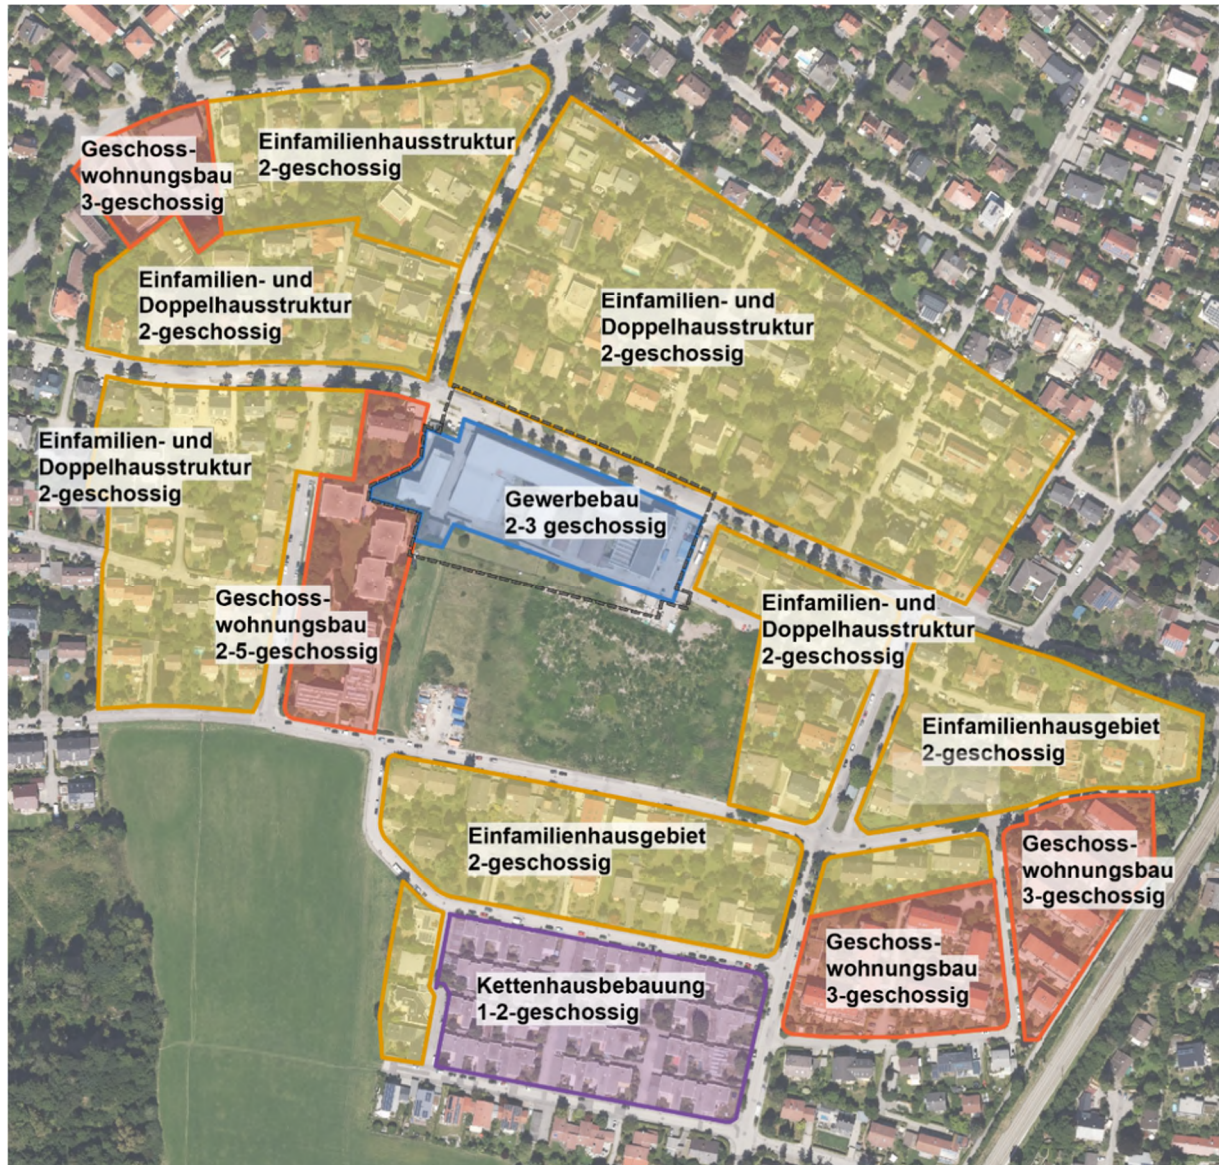 Einfamilienhausstruktur
2-geschossig
Geschoss-
wohnungsbau
3-geschossig
Einfamilien- und
Doppelhausstruktur
2-geschossig
Einfamilien- und
Doppelhausstruktur
2-geschossig
Einfamilien- und
Doppelhausstruktur
2-geschossig
Gewerbebau
2-3 geschossig
Geschoss-
wohnungsbau
2-5-geschossig
Einfamilien- und
Doppelhausstruktur
2-geschossig
Einfamilienhausgebiet
2-geschossig
Einfamilienhausgebiet
2-geschossig
Geschoss-
wohnungsbau
3-geschossig
Geschoss-
wohnungsbau
3-geschossig
Kettenhausbebauung
1-2-geschossig